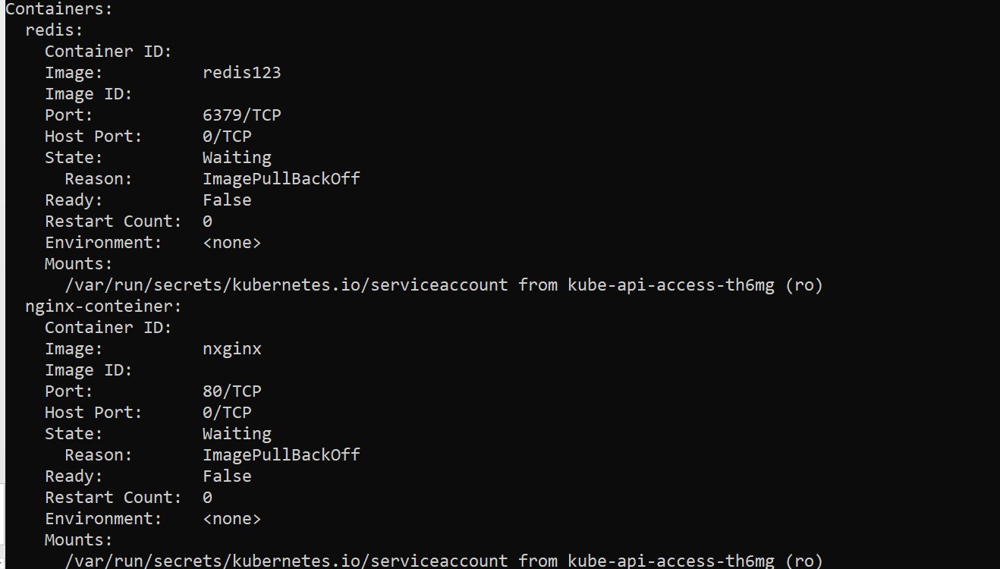 Containers:
  redis:
    Container ID:
    Image:          redis123
    Image ID:
    Port:           6379/TCP
    Host Port:      0/TCP
    State:          Waiting
      Reason:       ImagePullBackOff
    Ready:          False
    Restart Count:  0
    Environment:    <none>
    Mounts:
      /var/run/secrets/kubernetes.io/serviceaccount from kube-api-access-th6mg (ro)
  nginx-conteiner:
    Container ID:
    Image:          nxginx
    Image ID:
    Port:           80/TCP
    Host Port:      0/TCP
    State:          Waiting
      Reason:       ImagePullBackOff
    Ready:          False
    Restart Count:  0
    Environment:    <none>
    Mounts:
      /var/run/secrets/kubernetes.io/serviceaccount from kube-api-access-th6mg (ro)